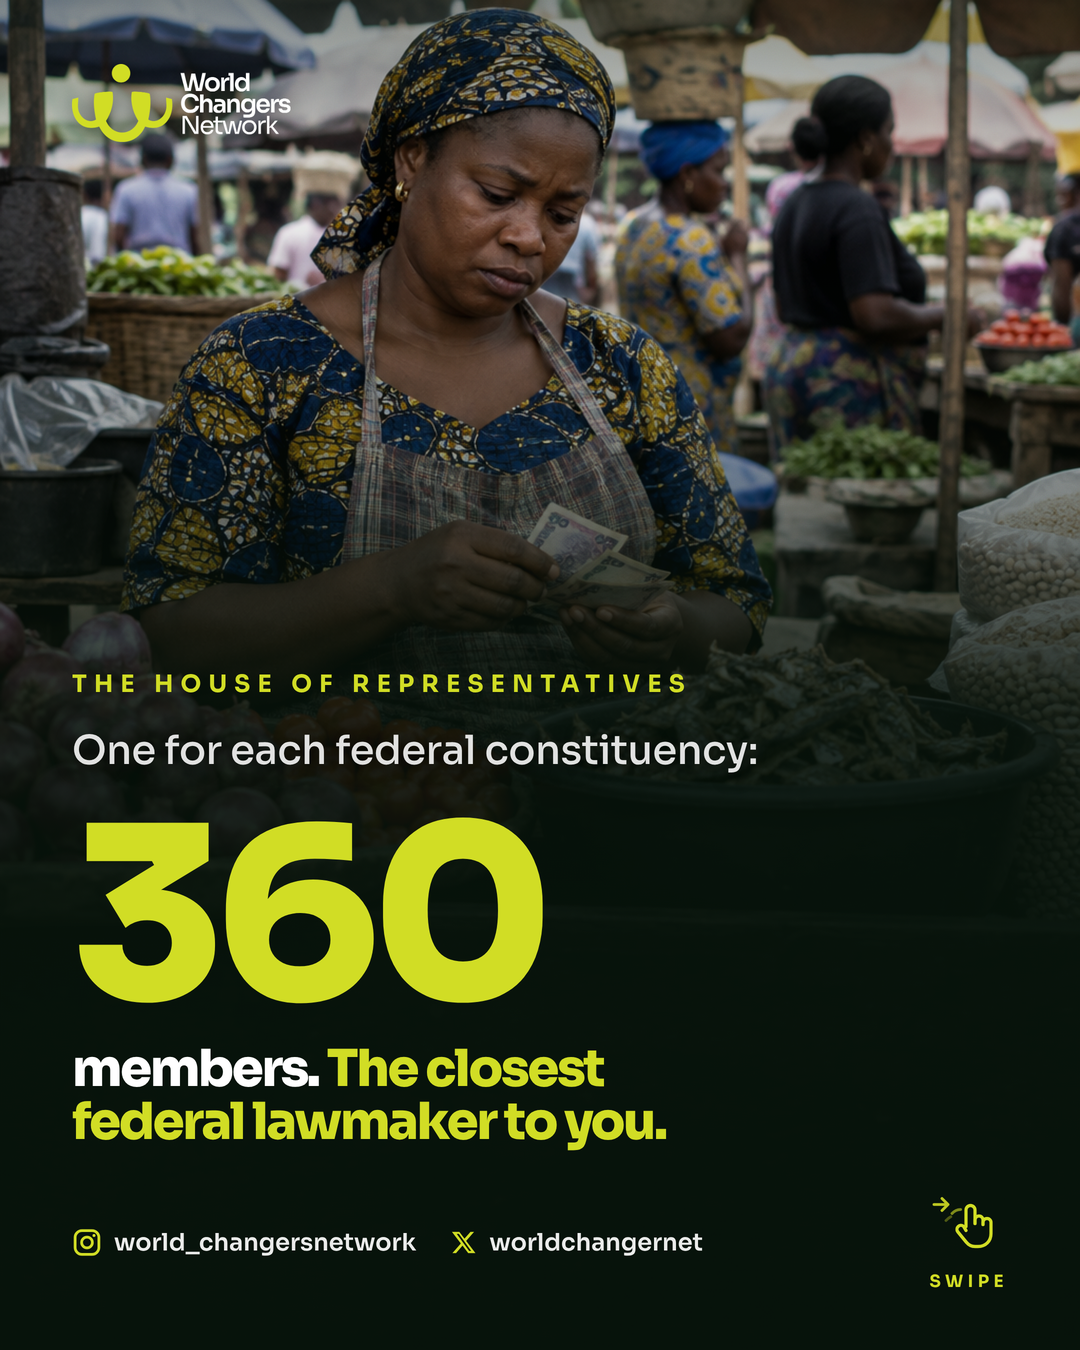 World
Changers
Network
THE HOUSE OF REPRESENTATIVES
One for each federal constituency:
360
members. The closest
federal lawmaker to you.
world_changersnetwork
worldchangernet
SWIPE